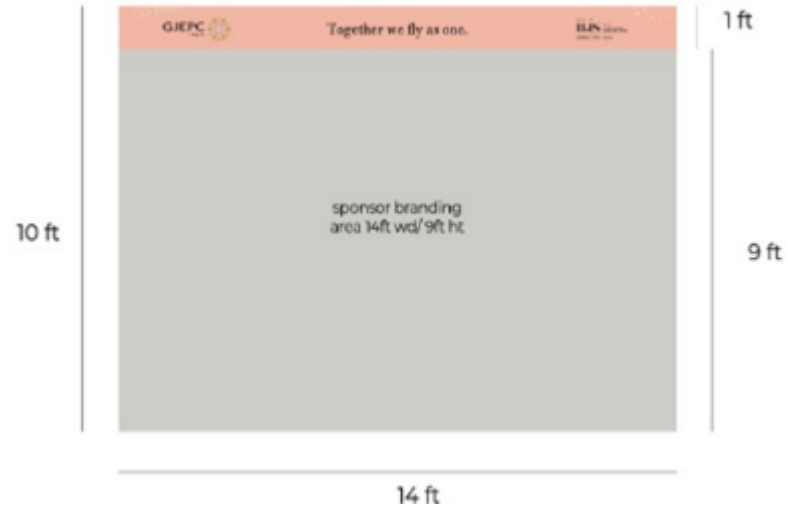 GJEPC
Together we fly as one.
IIJS
1 ft
sponsor branding
area 14ft wd/ 9ft ht
10 ft
9 ft
14 ft